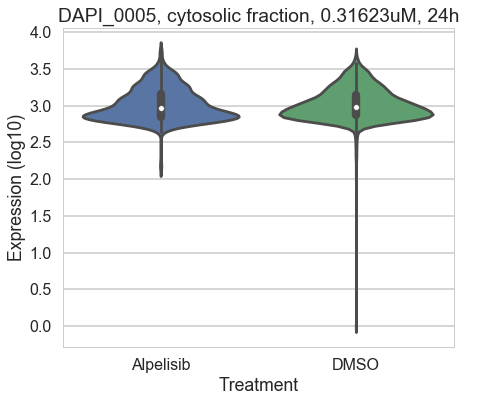 DAPI_0005, cytosolic fraction, 0.31623uM, 24h
4.0
3.5
3.0
2.5
2.0
1.5
1.0
0.5
0.0
Expression (log10)
Alpelisib DMSO
Treatment